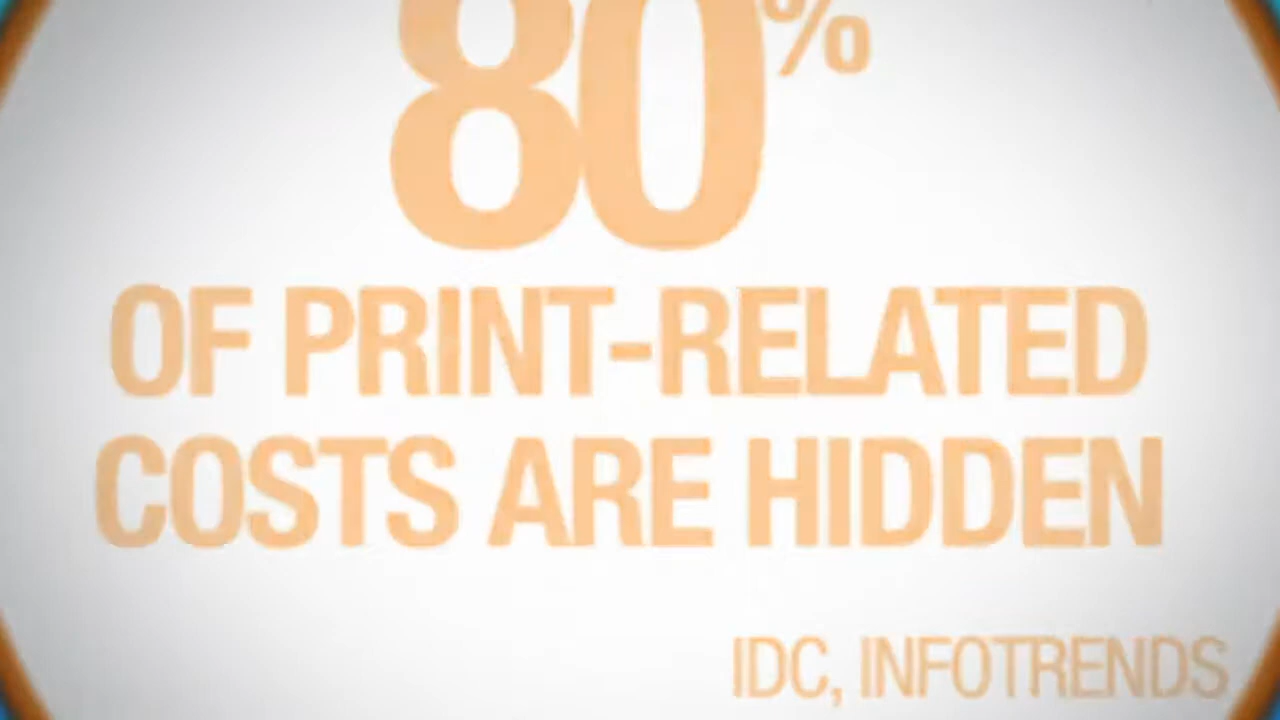 80%
OF PRINT-RELATED
COSTS ARE HIDDEN
IDC, INFOTRENDS